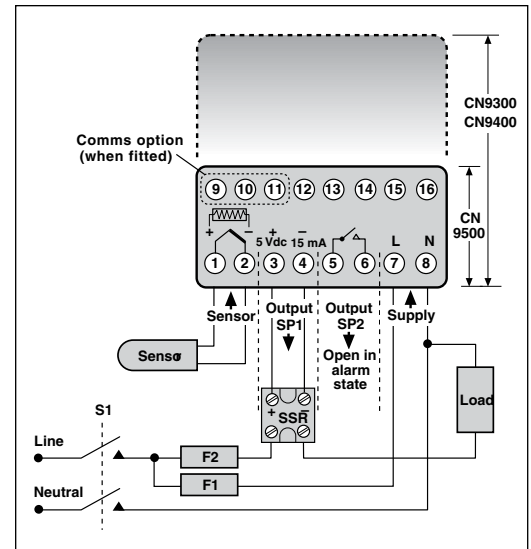 CN9300
CN9400
Comms option
(when fitted)
9 10 11 12 13 14 15 16
CN
9500
+ − + − L N
5 Vdc 15 mA
1 2 3 4 5 6 7 8
Sensor
Output
SP1
Output
SP2
Supply
Open in
alarm
state
Sensor
Load
+ SSR −
S1
Line
F2
F1
Neutral